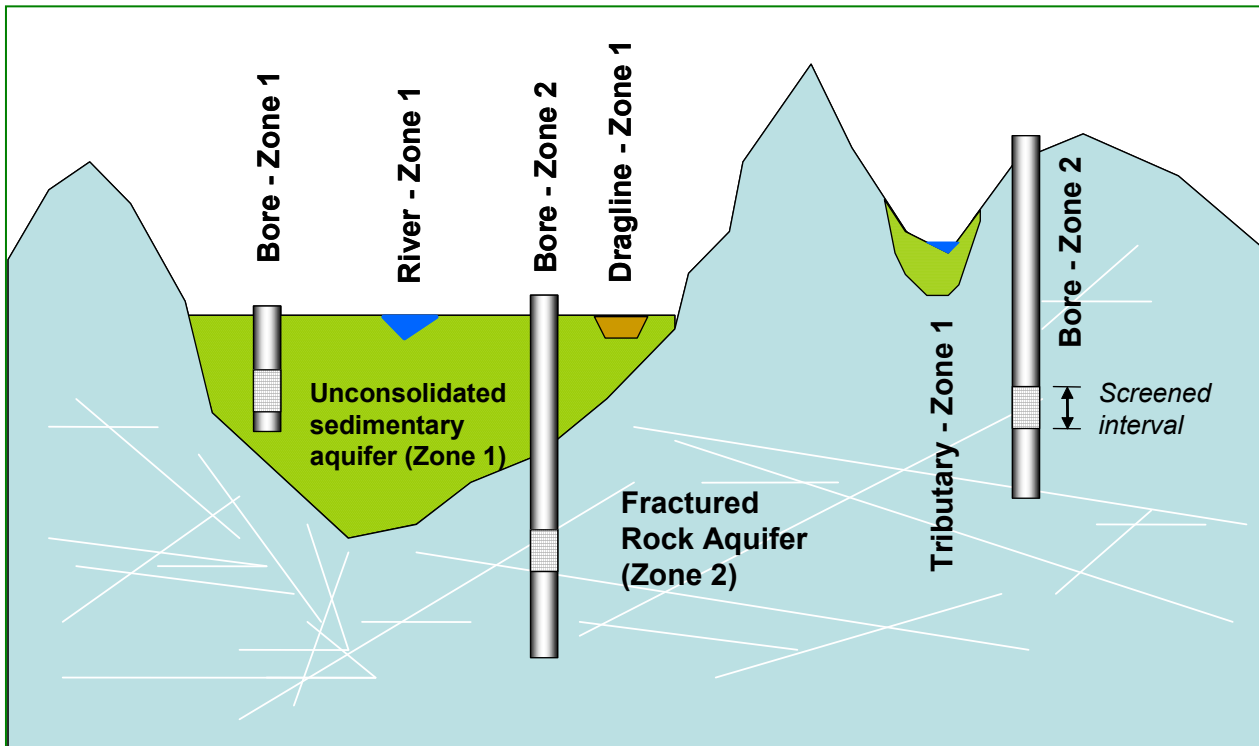 Bore - Zone 1
River - Zone 1
Bore - Zone 2
Dragline - Zone 1
Unconsolidated
sedimentary
aquifer (Zone 1)
Fractured
Rock Aquifer
(Zone 2)
Tributary - Zone 1
Bore - Zone 2
Screened
interval